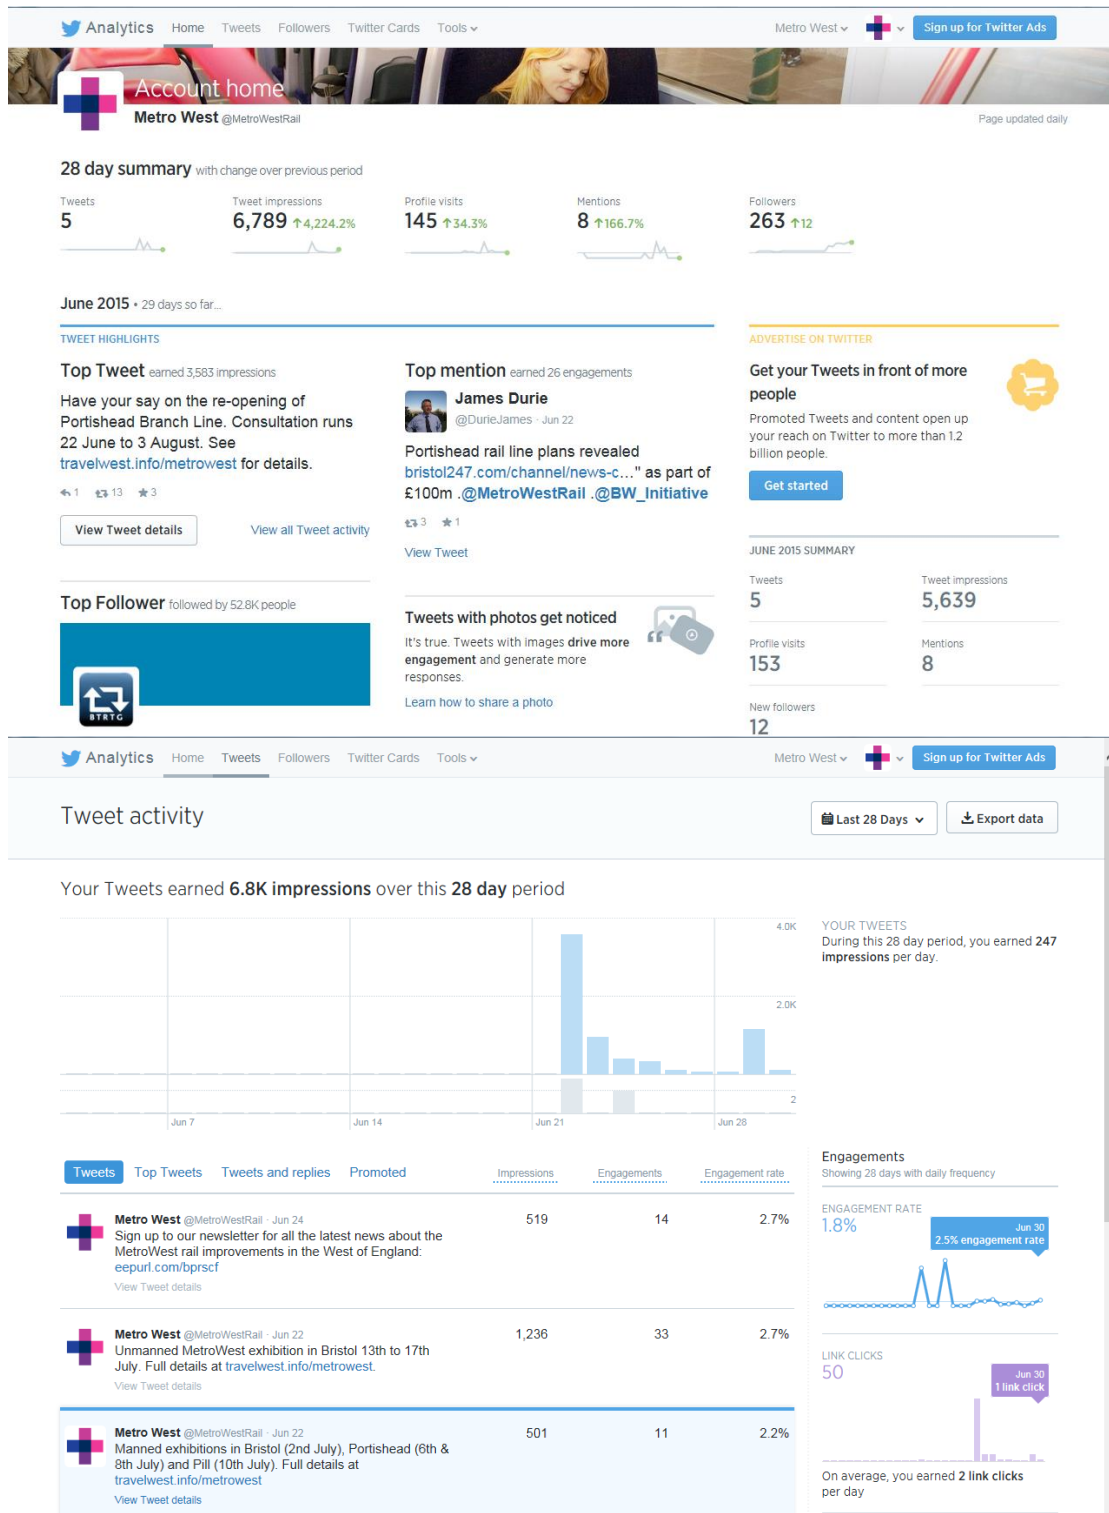 Analytics Home Tweets Followers Twitter Cards Tools
Metro West
Sign up for Twitter Ads
Account home
Metro West @MetroWestRail
Page updated daily
28 day summary with change over previous period
Tweets
5
Tweet impressions
6,789 ↑4,224.2%
Profile visits
145 ↑34.3%
Mentions
8 ↑166.7%
Followers
263 ↑12
June 2015 • 29 days so far...
TWEET HIGHLIGHTS
Top Tweet earned 3,583 impressions
Have your say on the re-opening of
Portishead Branch Line. Consultation runs
22 June to 3 August. See
travelwest.info/metrowest for details.
1 13 3
View Tweet details
View all Tweet activity
Top Follower followed by 52.8K people
BTRTG
Top mention earned 26 engagements
James Durie
@DurieJames · Jun 22
Portishead rail line plans revealed
bristol247.com/channel/news-c..." as part of
£100m .@MetroWestRail .@BW_Initiative
3 1
View Tweet
Tweets with photos get noticed
It's true. Tweets with images drive more
engagement and generate more
responses.
Learn how to share a photo
ADVERTISE ON TWITTER
Get your Tweets in front of more
people
Promoted Tweets and content open up
your reach on Twitter to more than 1.2
billion people.
Get started
JUNE 2015 SUMMARY
Tweets
5
Tweet impressions
5,639
Profile visits
153
Mentions
8
New followers
12
Analytics Home Tweets Followers Twitter Cards Tools
Metro West
Sign up for Twitter Ads
Tweet activity
Last 28 Days
Export data
Your Tweets earned 6.8K impressions over this 28 day period
4.0K
2.0K
2
Jun 7
Jun 14
Jun 21
Jun 28
YOUR TWEETS
During this 28 day period, you earned 247
impressions per day.
Tweets Top Tweets Tweets and replies Promoted
Impressions Engagements Engagement rate
Metro West @MetroWestRail · Jun 24
Sign up to our newsletter for all the latest news about the
MetroWest rail improvements in the West of England:
eepurl.com/bprscf
View Tweet details
519 14 2.7%
Metro West @MetroWestRail · Jun 22
Unmanned MetroWest exhibition in Bristol 13th to 17th
July. Full details at travelwest.info/metrowest.
View Tweet details
1,236 33 2.7%
Metro West @MetroWestRail · Jun 22
Manned exhibitions in Bristol (2nd July), Portishead (6th &
8th July) and Pill (10th July). Full details at
travelwest.info/metrowest
View Tweet details
501 11 2.2%
Engagements
Showing 28 days with daily frequency
ENGAGEMENT RATE
1.8%
Jun 30
2.5% engagement rate
LINK CLICKS
50
Jun 30
1 link click
On average, you earned 2 link clicks
per day